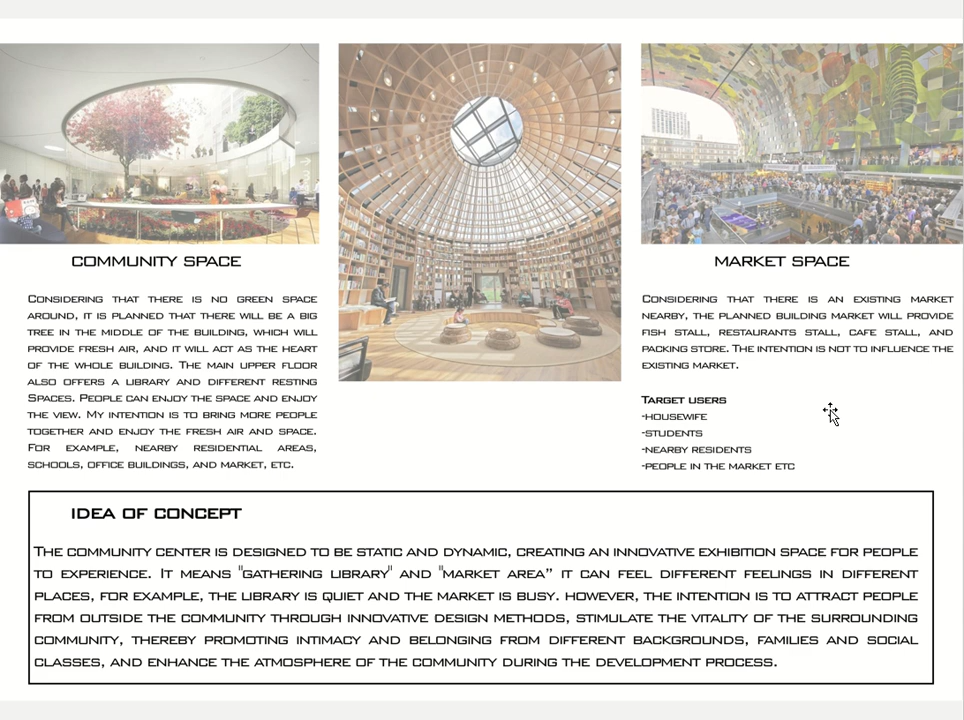 COMMUNITY SPACE
CONSIDERING THAT THERE IS NO GREEN SPACE
AROUND, IT IS PLANNED THAT THERE WILL BE A BIG
TREE IN THE MIDDLE OF THE BUILDING, WHICH WILL
PROVIDE FRESH AIR, AND IT WILL ACT AS THE HEART
OF THE WHOLE BUILDING. THE MAIN UPPER FLOOR
ALSO OFFERS A LIBRARY AND DIFFERENT RESTING
SPACES. PEOPLE CAN ENJOY THE SPACE AND ENJOY
THE VIEW. MY INTENTION IS TO BRING MORE PEOPLE
TOGETHER AND ENJOY THE FRESH AIR AND SPACE.
FOR EXAMPLE, NEARBY RESIDENTIAL AREAS,
SCHOOLS, OFFICE BUILDINGS, AND MARKET, ETC.
MARKET SPACE
CONSIDERING THAT THERE IS AN EXISTING MARKET
NEARBY, THE PLANNED BUILDING MARKET WILL PROVIDE
FISH STALL, RESTAURANTS STALL, CAFE STALL, AND
PACKING STORE. THE INTENTION IS NOT TO INFLUENCE THE
EXISTING MARKET.
TARGET USERS
-HOUSEWIFE
-STUDENTS
-NEARBY RESIDENTS
-PEOPLE IN THE MARKET ETC
IDEA OF CONCEPT
THE COMMUNITY CENTER IS DESIGNED TO BE STATIC AND DYNAMIC, CREATING AN INNOVATIVE EXHIBITION SPACE FOR PEOPLE
TO EXPERIENCE. IT MEANS "GATHERING LIBRARY" AND "MARKET AREA” IT CAN FEEL DIFFERENT FEELINGS IN DIFFERENT
PLACES, FOR EXAMPLE, THE LIBRARY IS QUIET AND THE MARKET IS BUSY. HOWEVER, THE INTENTION IS TO ATTRACT PEOPLE
FROM OUTSIDE THE COMMUNITY THROUGH INNOVATIVE DESIGN METHODS, STIMULATE THE VITALITY OF THE SURROUNDING
COMMUNITY, THEREBY PROMOTING INTIMACY AND BELONGING FROM DIFFERENT BACKGROUNDS, FAMILIES AND SOCIAL
CLASSES, AND ENHANCE THE ATMOSPHERE OF THE COMMUNITY DURING THE DEVELOPMENT PROCESS.